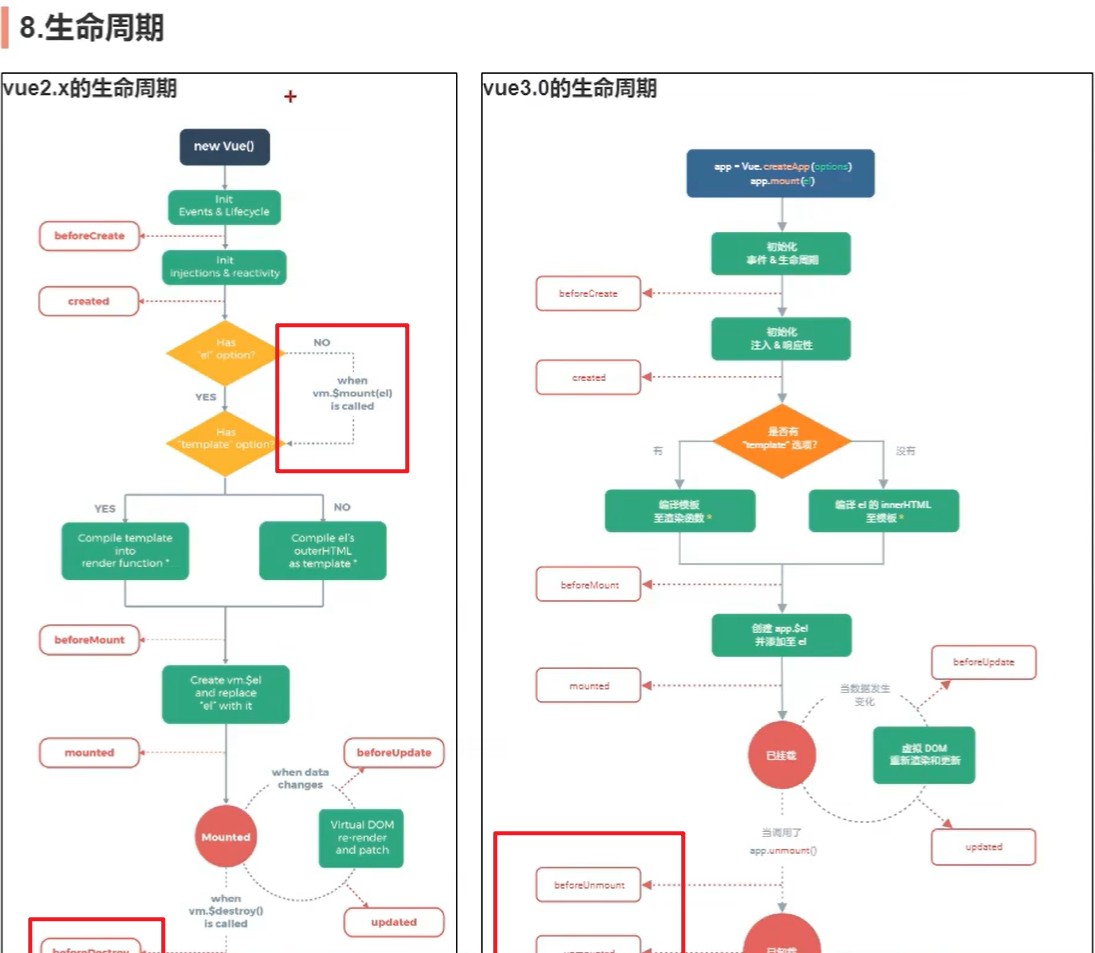 8.生命周期
vue2.x的生命周期
new Vue()
Init
Events & Lifecycle
beforeCreate
Init
injections & reactivity
created
Has
"el" option?
NO
when
vm.$mount(el)
is called
YES
Has
"template" option?
YES
NO
Compile template
into
render function *
Compile el's
outerHTML
as template *
beforeMount
Create vm.$el
and replace
"el" with it
mounted
beforeUpdate
when data
changes
Mounted
Virtual DOM
re-render
and patch
when
vm.$destroy()
is called
updated
beforeDestroy
vue3.0的生命周期
app = Vue.createApp(options)
app.mount(el)
初始化
事件 & 生命周期
beforeCreate
初始化
注入 & 响应性
created
是否有
"template" 选项?
有
没有
编译模板
至渲染函数 *
编译 el 的 innerHTML
至模板 *
beforeMount
创建 app.$el
并添加至 el
beforeUpdate
mounted
当数据发生
变化
已挂载
虚拟 DOM
重新渲染和更新
当调用了
app.unmount()
updated
beforeUnmount
unmounted
已卸载